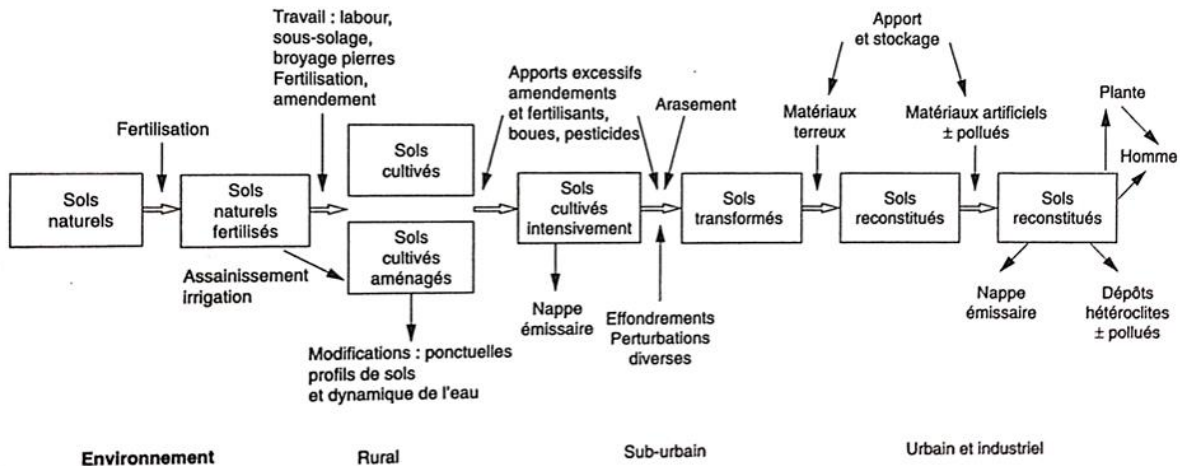 Travail : labour,
sous-solage,
broyage pierres
Fertilisation,
amendement
Apport
et stockage
Apports excessifs
amendements
et fertilisants,
boues, pesticides
Arasement
Matériaux
terreux
Matériaux artificiels
± pollués
Plante
Homme
Fertilisation
Sols
naturels
Sols
naturels
fertilisés
Sols
cultivés
Sols
cultivés
aménagés
Sols
cultivés
intensivement
Sols
transformés
Sols
reconstitués
Sols
reconstitués
Assainissement
irrigation
Nappe
émissaire
Effondrements
Perturbations
diverses
Nappe
émissaire
Dépôts
hétéroclites
± pollués
Modifications : ponctuelles
profils de sols
et dynamique de l'eau
Environnement
Rural
Sub-urbain
Urbain et industriel